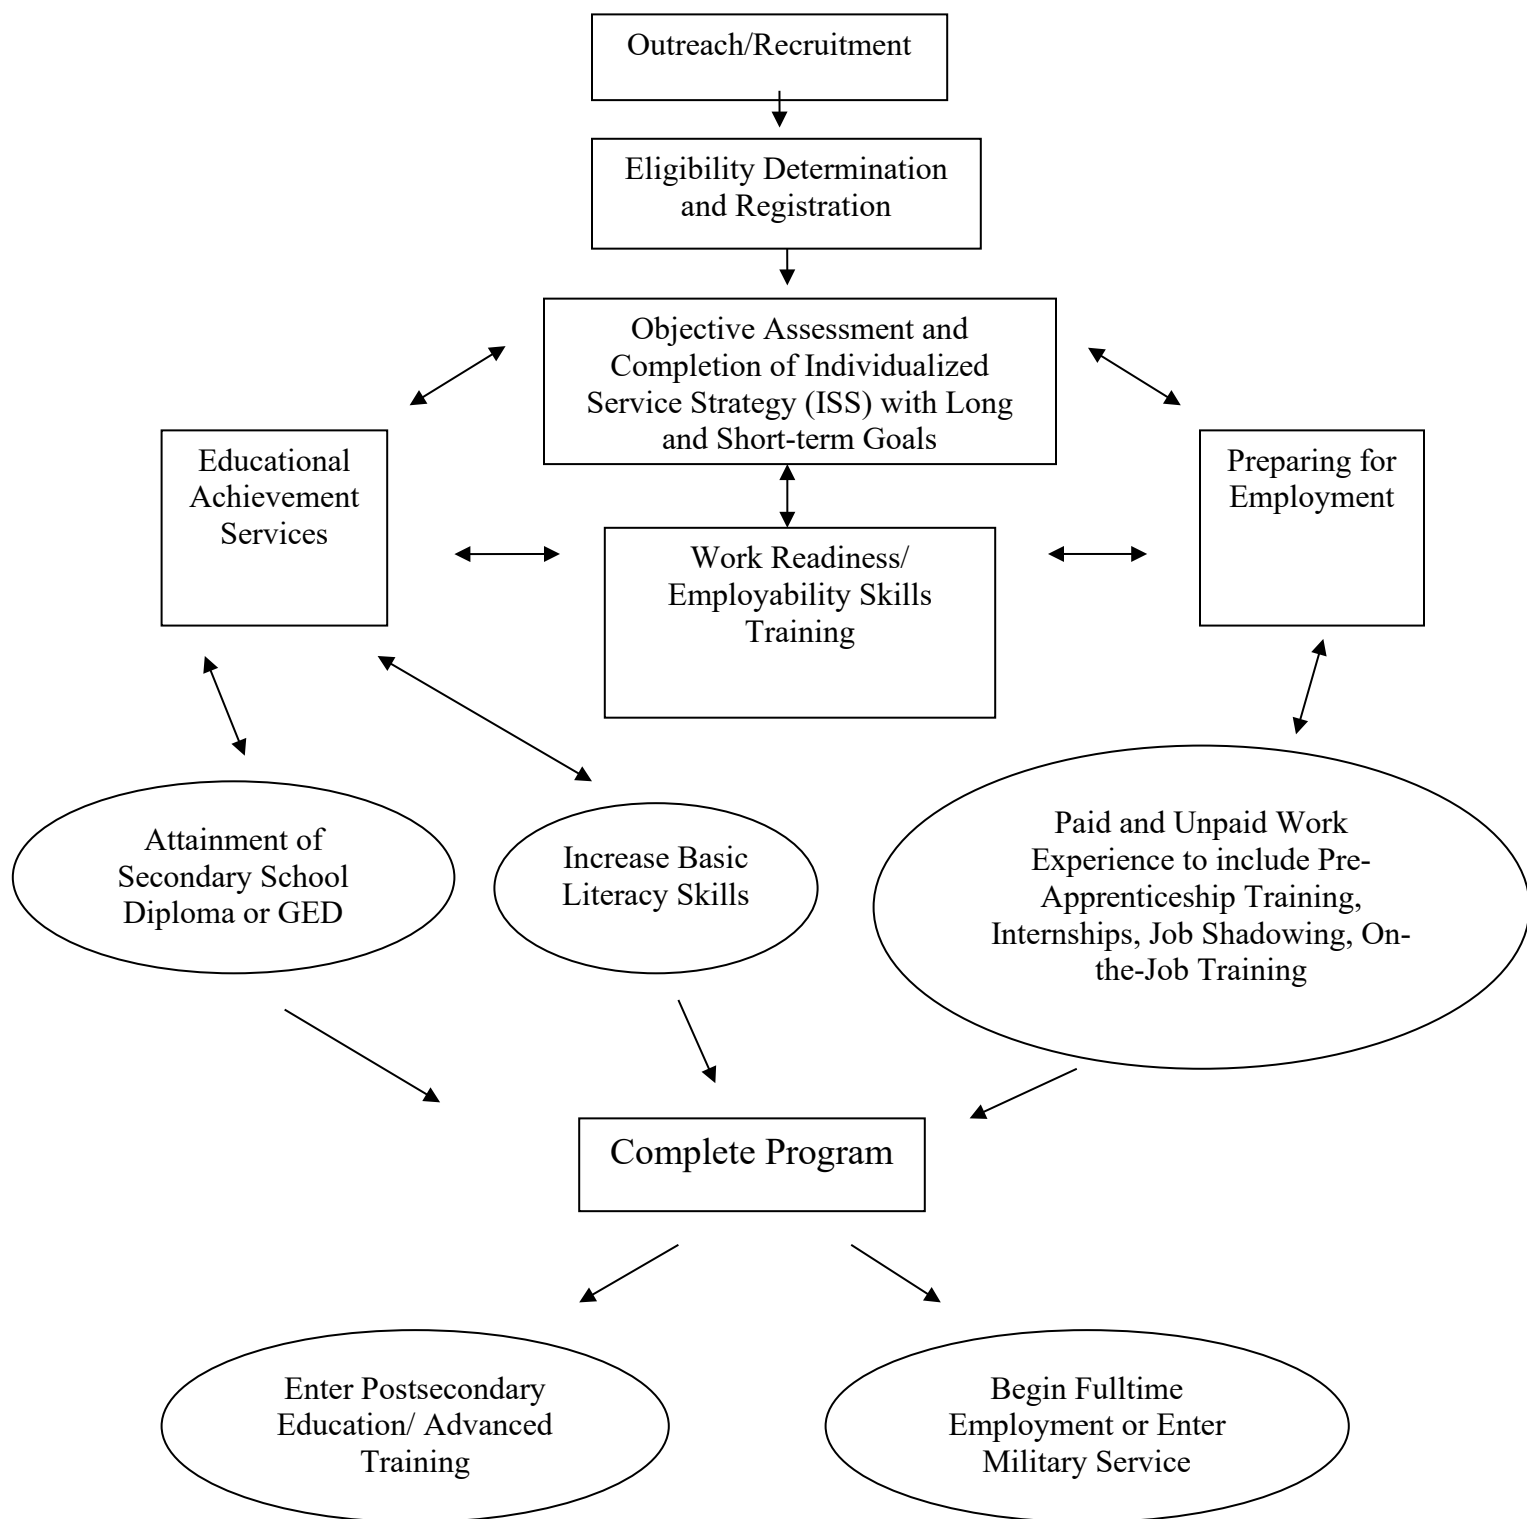 Outreach/Recruitment
Eligibility Determination
and Registration
Objective Assessment and
Completion of Individualized
Service Strategy (ISS) with Long
and Short-term Goals
Educational
Achievement
Services
Work Readiness/
Employability Skills
Training
Preparing for
Employment
Attainment of
Secondary School
Diploma or GED
Increase Basic
Literacy Skills
Paid and Unpaid Work
Experience to include Pre-
Apprenticeship Training,
Internships, Job Shadowing, On-
the-Job Training
Complete Program
Enter Postsecondary
Education/ Advanced
Training
Begin Fulltime
Employment or Enter
Military Service